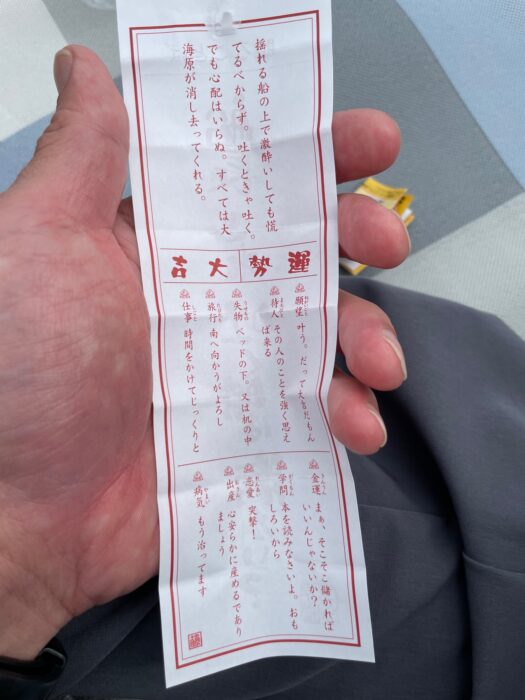 揺れる船の上で激酔いしても慌
てるべからず。吐くときゃ吐く。
でも心配はいらぬ。すべては大
海原が消し去ってくれる。
運勢 大吉
願望 叶う。だって大吉だもん
待人 その人のことを強く思え
ば来る
失物 ベッドの下。又は机の中
旅行 南へ向かうがよろし
仕事 時間をかけてじっくりと
金運 まぁ、そこそこ儲かれば
いいんじゃないか?
学問 本を読みなさいよ。おも
しろいから
恋愛 突撃!
出産 心安らかに産めるであり
ましょう
病気 もう治ってます